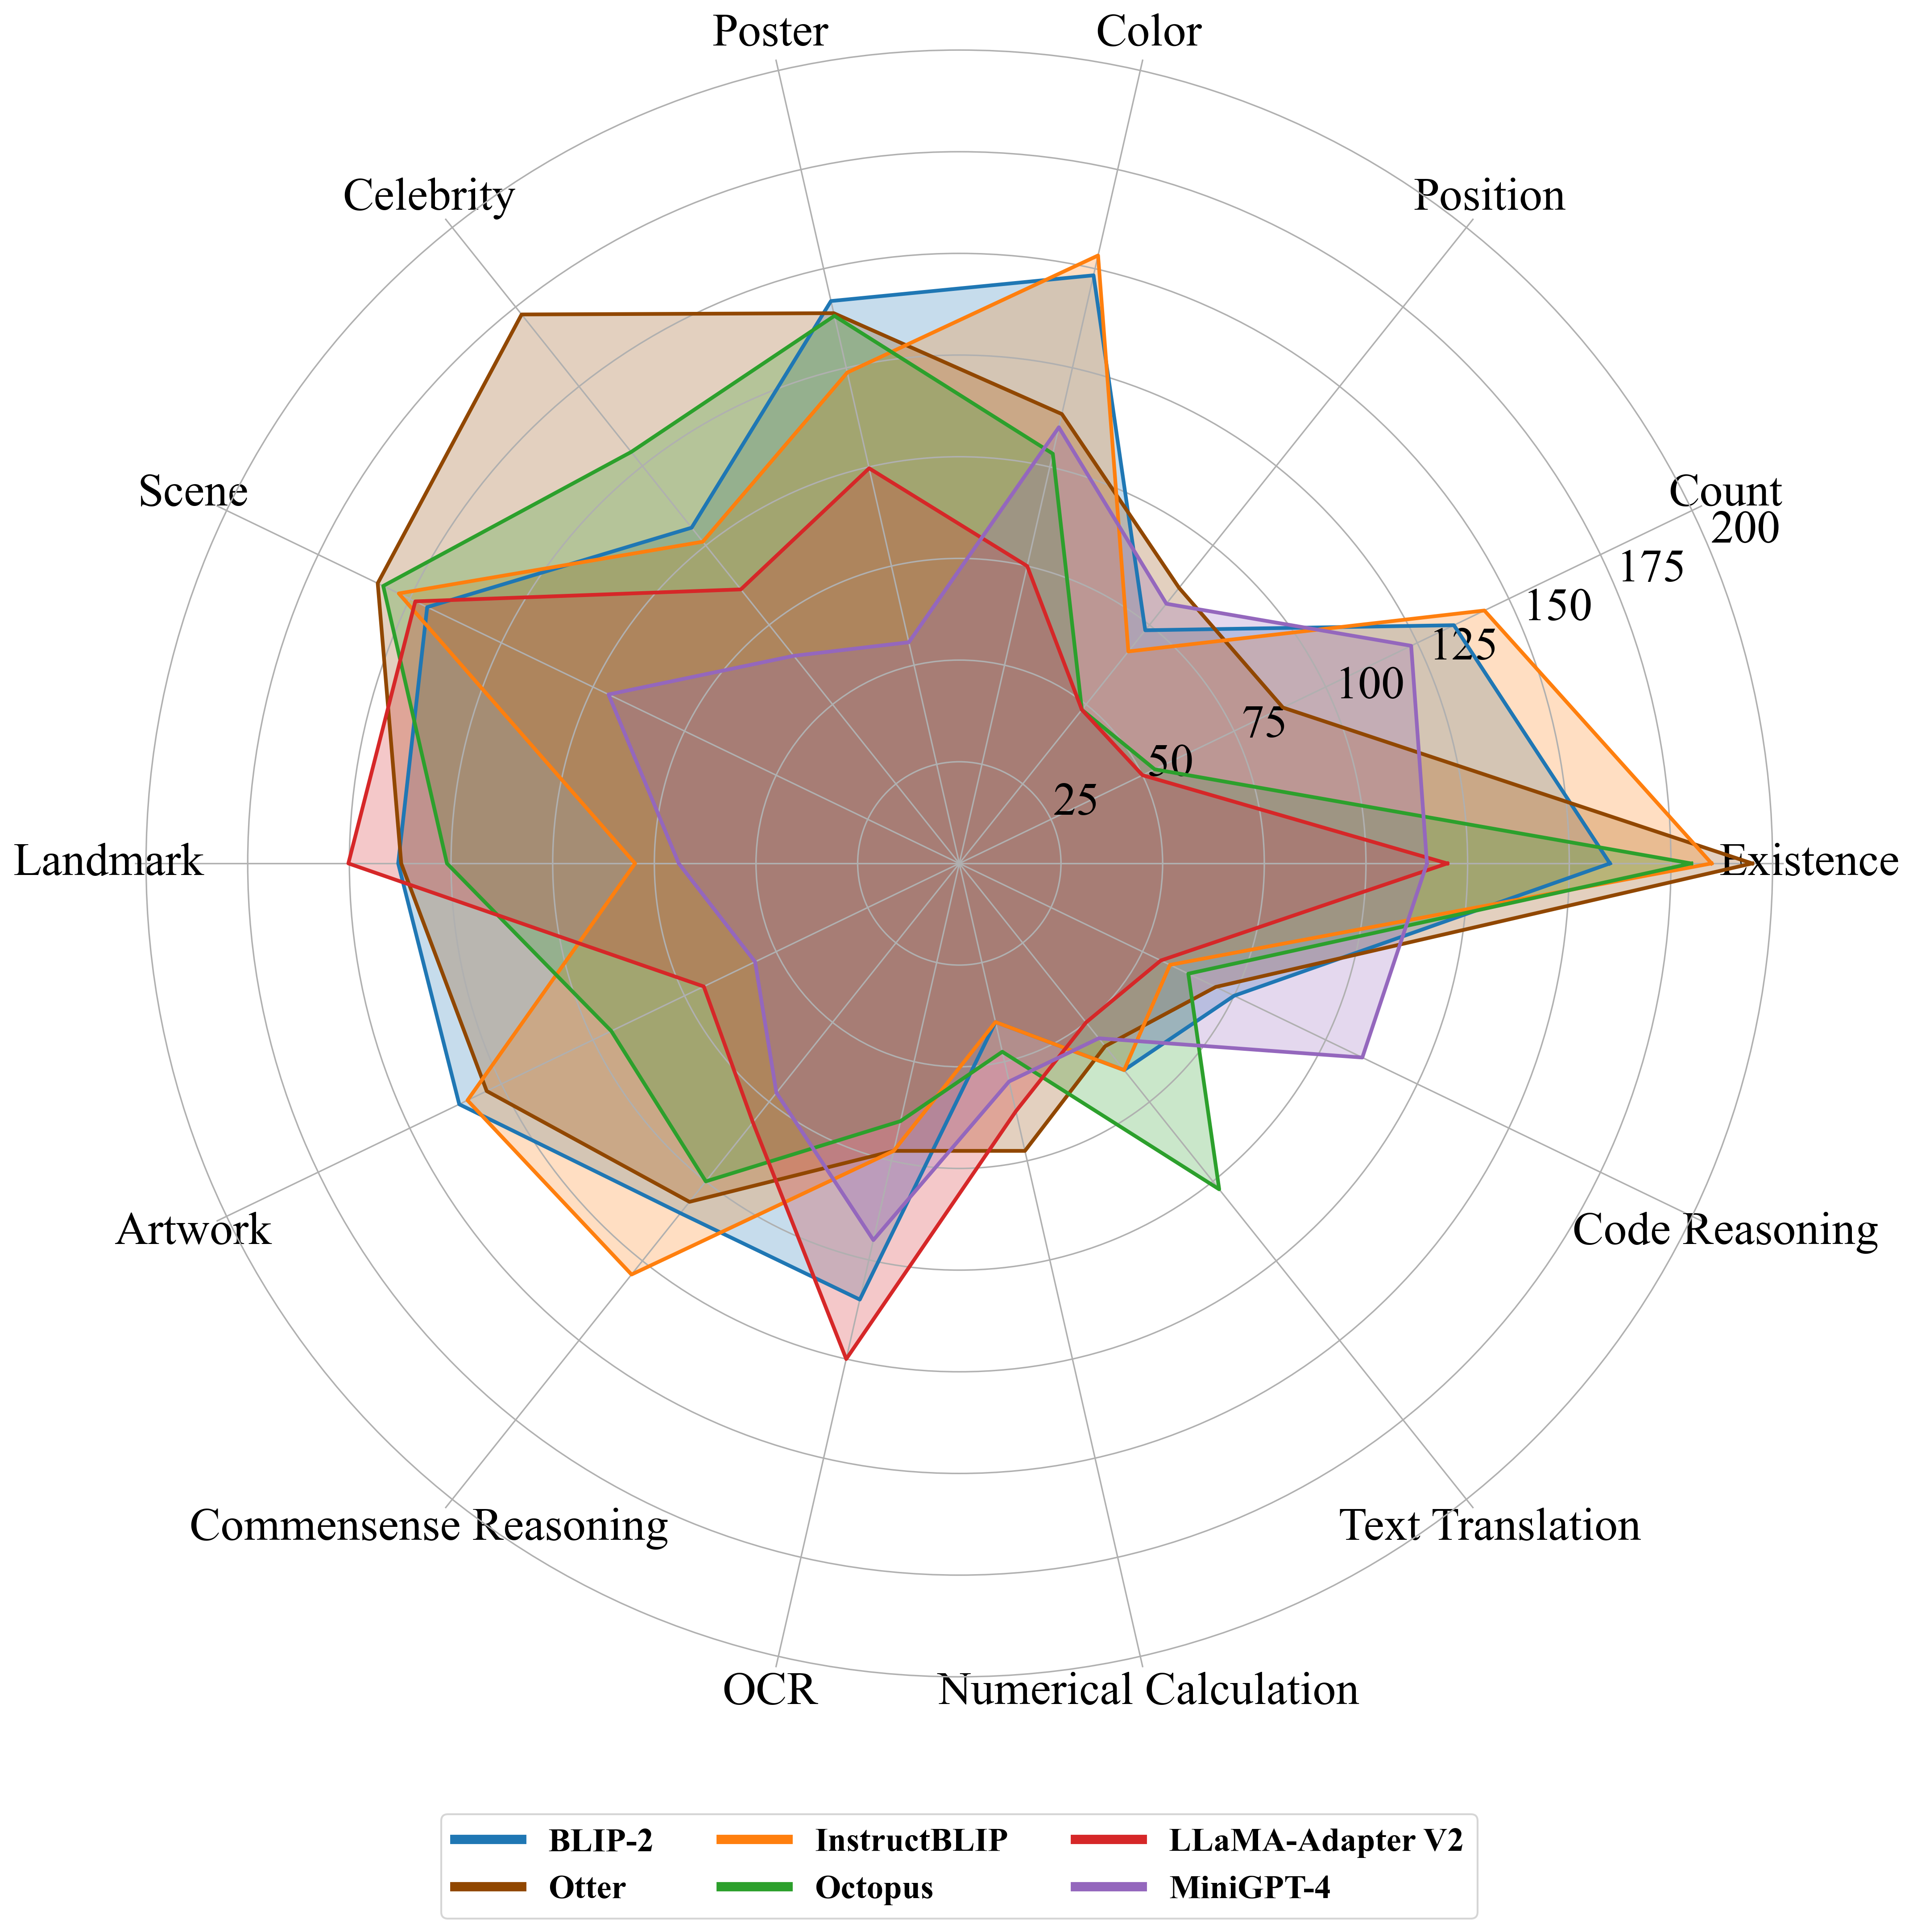 Poster
Color
Celebrity
Position
Scene
Count
200
175
150
125
100
75
50
25
Landmark
Existence
Artwork
Code Reasoning
Commensense Reasoning
Text Translation
OCR
Numerical Calculation
BLIP-2
InstructBLIP
LLaMA-Adapter V2
Otter
Octopus
MiniGPT-4